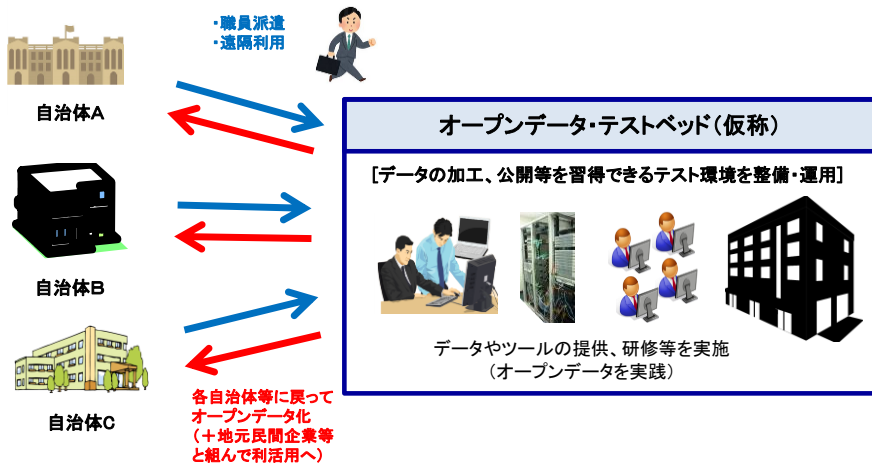 ・職員派遣
・遠隔利用
自治体A
オープンデータ・テストベッド（仮称）
［データの加工、公開等を習得できるテスト環境を整備・運用］
自治体B
データやツールの提供、研修等を実施
（オープンデータを実践）
各自治体等に戻って
オープンデータ化
（＋地元民間企業等
と組んで利活用へ）
自治体C